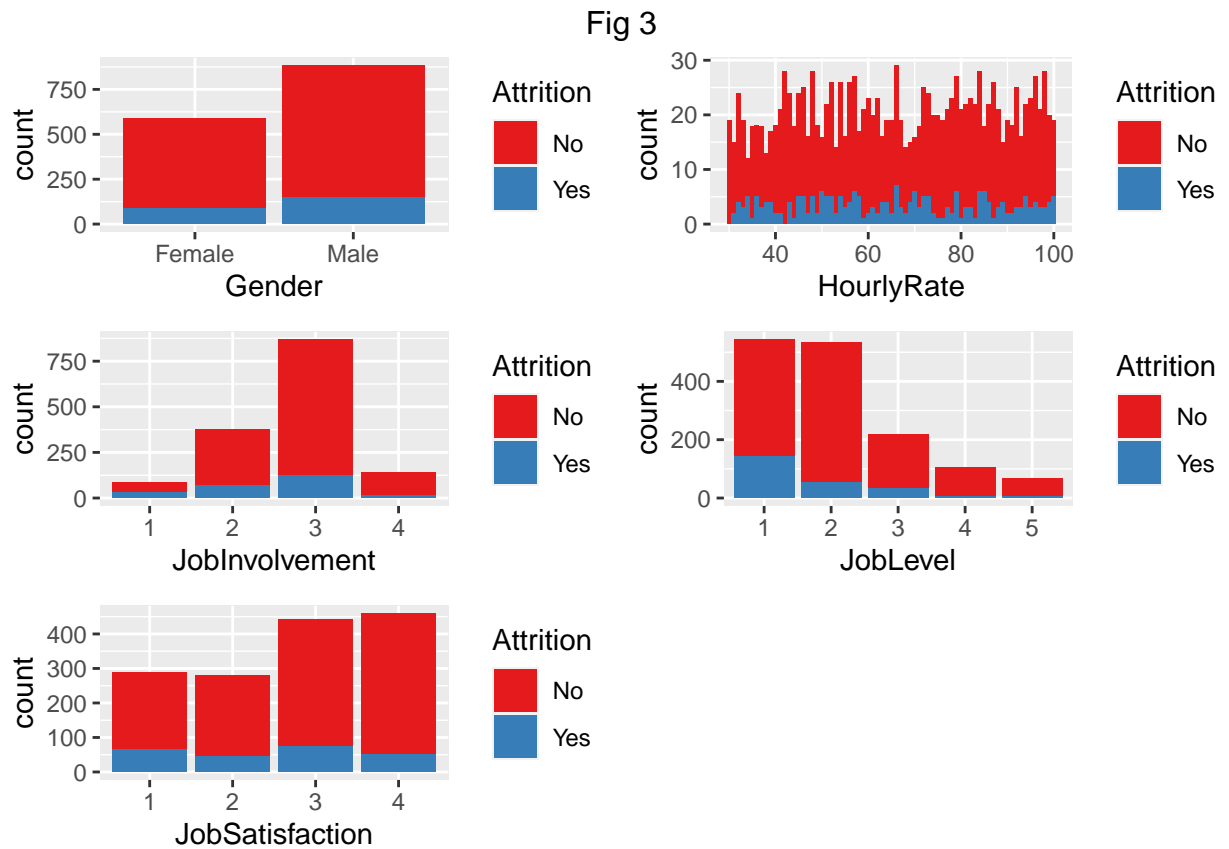 Fig 3
750
500
250
0
count
Female Male
Gender
Attrition
No
Yes
30
20
10
0
count
40 60 80 100
HourlyRate
Attrition
No
Yes
750
500
250
0
count
1 2 3 4
JobInvolvement
Attrition
No
Yes
400
200
0
count
1 2 3 4 5
JobLevel
Attrition
No
Yes
400
300
200
100
0
count
1 2 3 4
JobSatisfaction
Attrition
No
Yes